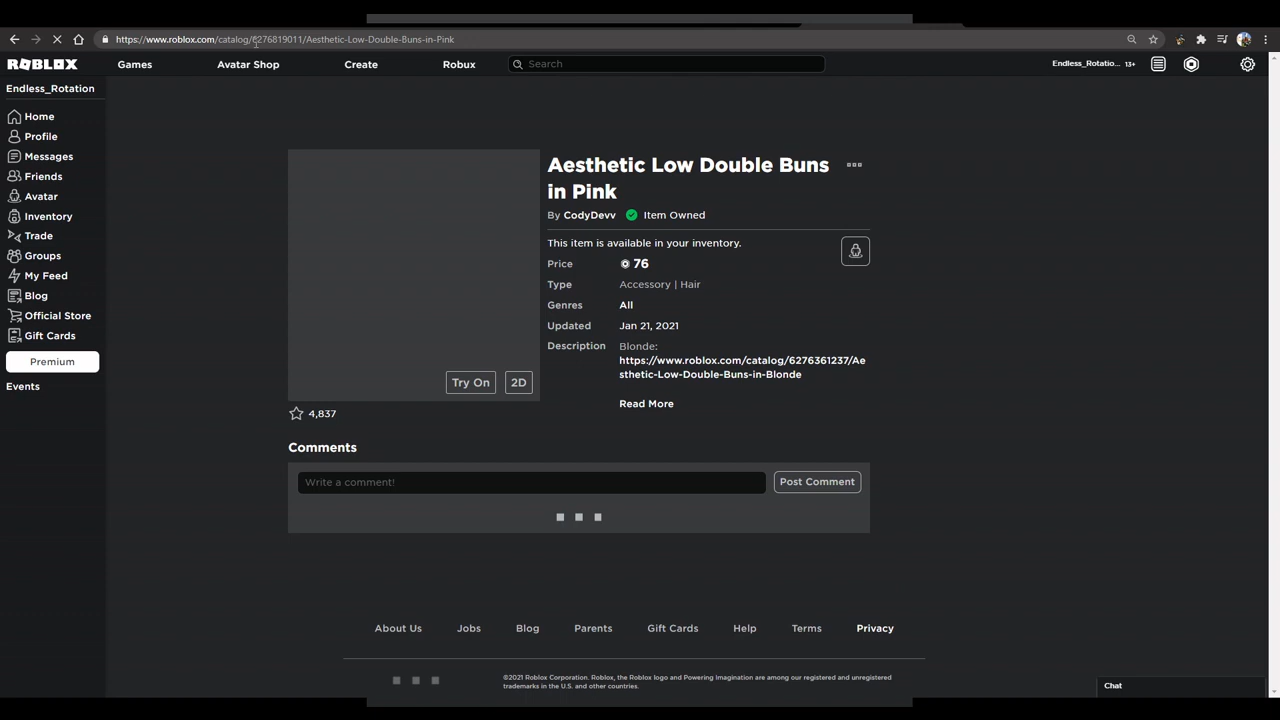 https://www.roblox.com/catalog/6276819011/Aesthetic-Low-Double-Buns-in-Pink
ROBLOX
Games
Avatar Shop
Create
Robux
Search
Endless_Rotatio... 13+
Endless_Rotation
Home
Profile
Messages
Friends
Avatar
Inventory
Trade
Groups
My Feed
Blog
Official Store
Gift Cards
Premium
Events
Aesthetic Low Double Buns
in Pink
By CodyDevv Item Owned
This item is available in your inventory.
Price 76
Type Accessory | Hair
Genres All
Updated Jan 21, 2021
Description Blonde:
https://www.roblox.com/catalog/6276361237/Ae
sthetic-Low-Double-Buns-in-Blonde
Read More
Try On
2D
4,837
Comments
Write a comment!
Post Comment
About Us
Jobs
Blog
Parents
Gift Cards
Help
Terms
Privacy
©2021 Roblox Corporation. Roblox, the Roblox logo and Powering Imagination are among our registered and unregistered
trademarks in the U.S. and other countries.
Chat